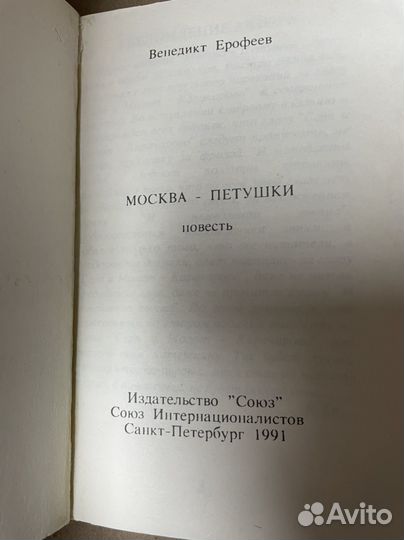 Венедикт Ерофеев
МОСКВА - ПЕТУШКИ
повесть
Издательство "Союз"
Союз Интернационалистов
Санкт-Петербург 1991
Avito